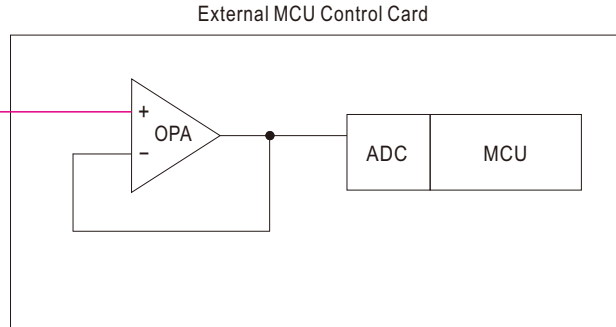 External MCU Control Card
+
OPA
−
ADC
MCU